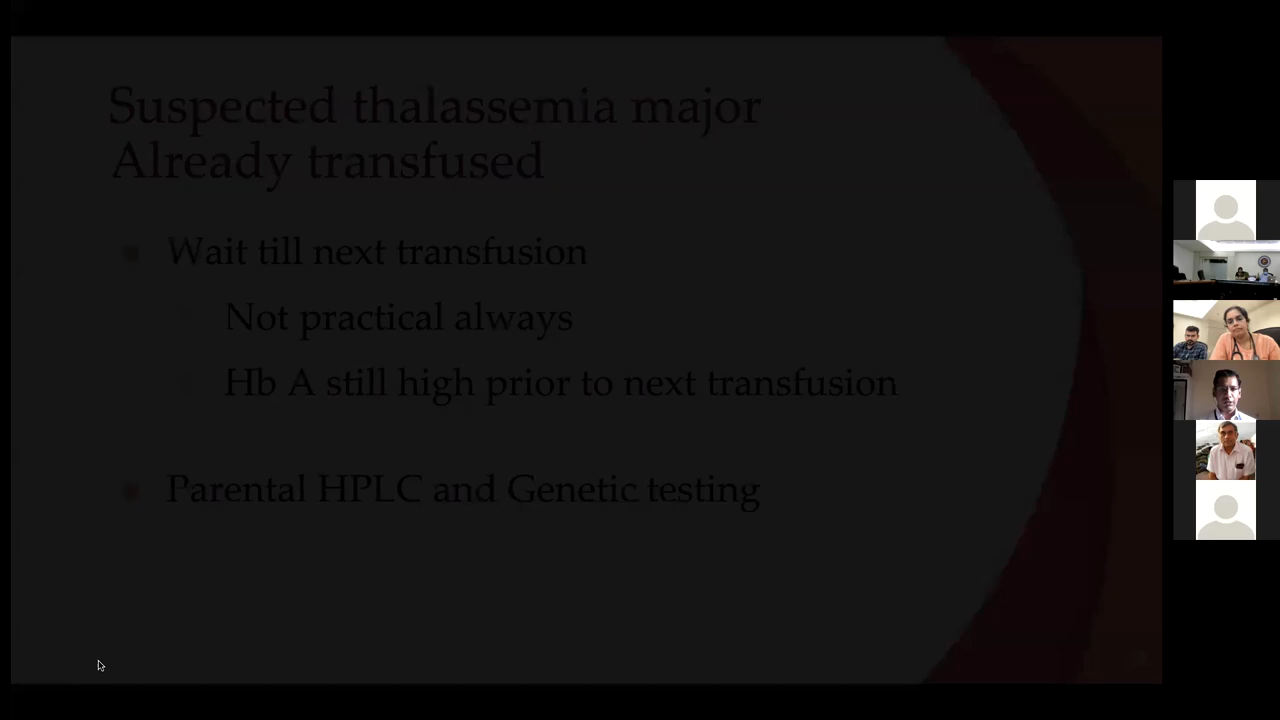 Suspected thalassemia major
Already transfused
Wait till next transfusion
Not practical always
Hb A still high prior to next transfusion
Parental HPLC and Genetic testing